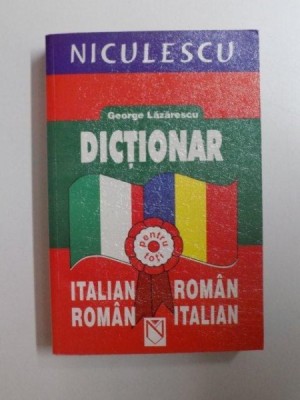 NICULESCU
George Lăzărescu
DICȚIONAR
pentru
toți
ITALIAN ROMÂN
ROMÂN ITALIAN